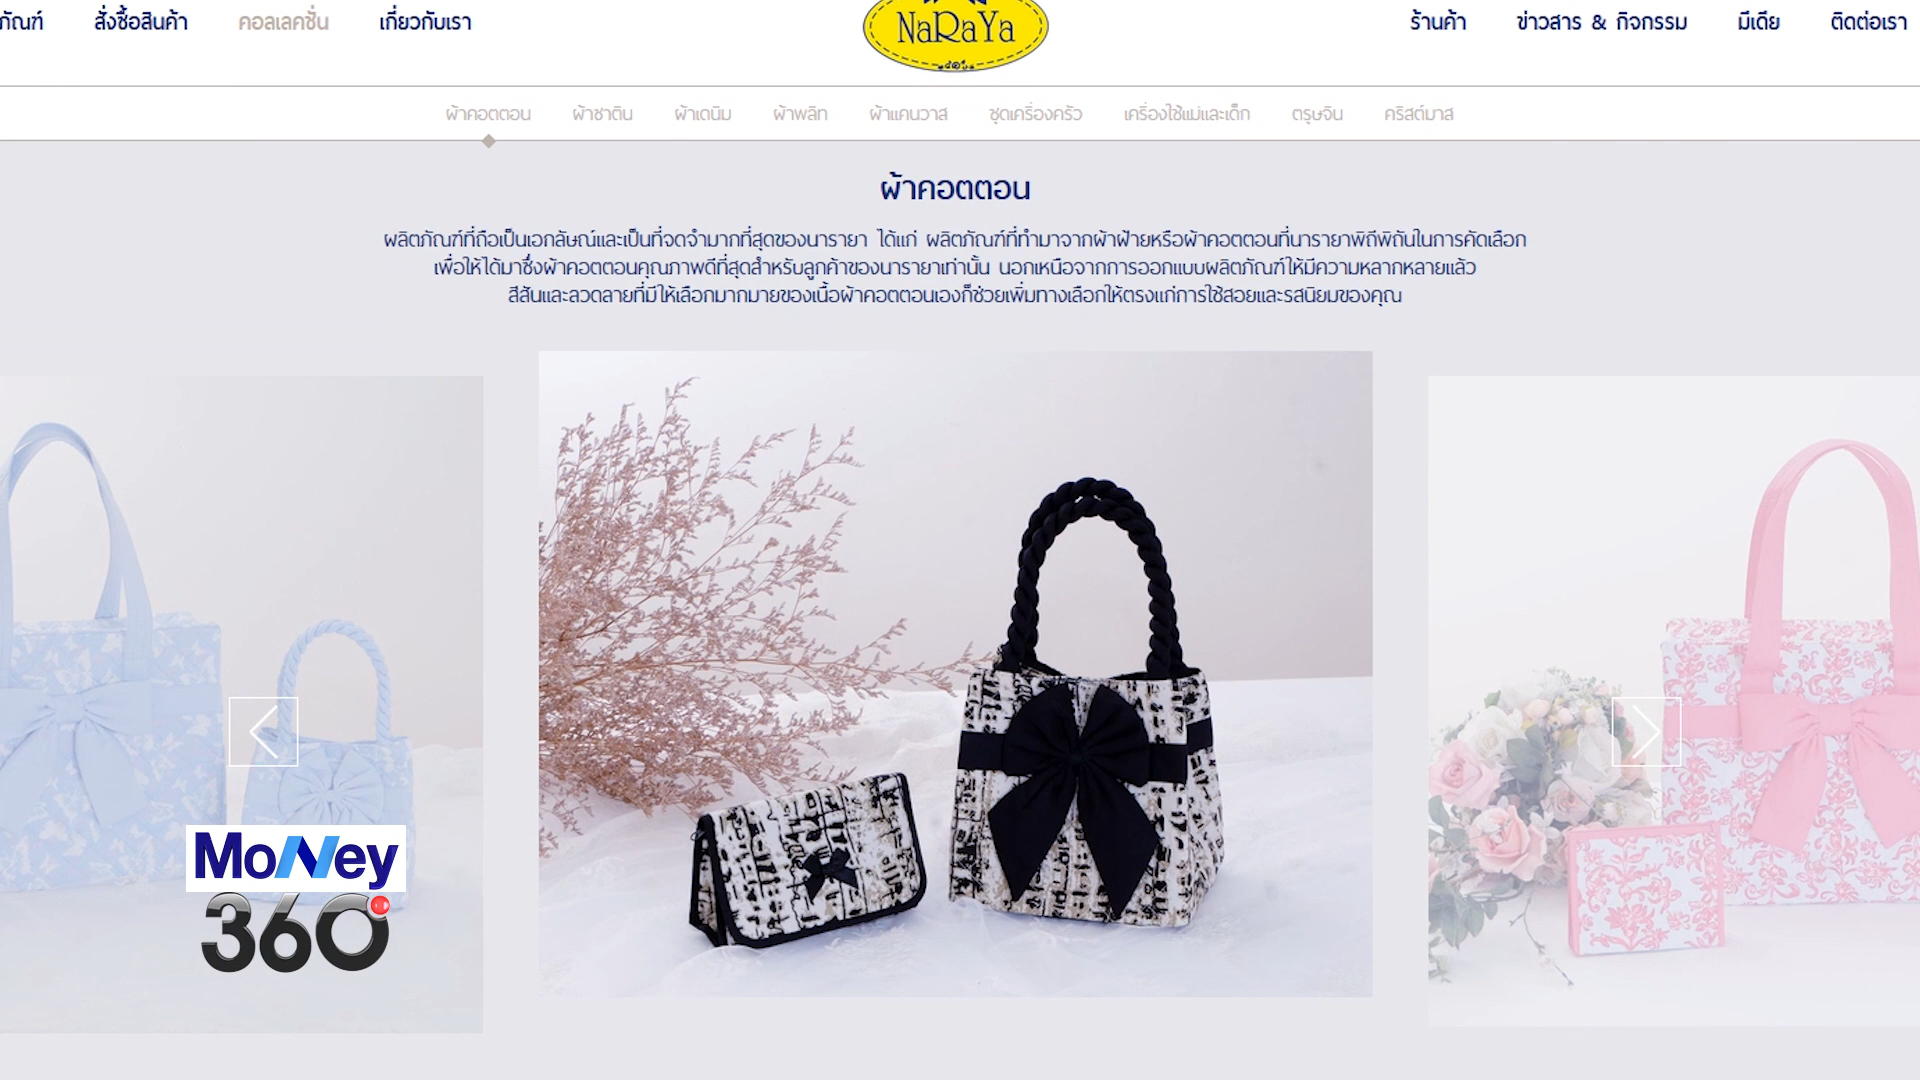 สั่งซื้อสินค้า คอลเลคชั่น เกี่ยวกับเรา NaRaYa ร้านค้า ข่าวสาร & กิจกรรม มีเดีย ติดต่อเรา
ผ้าคอตตอน ผ้าซาติน ผ้าเดนิม ผ้าพลีท ผ้าแคนวาส ชุดเครื่องครัว เครื่องใช้แม่และเด็ก ตรุษจีน คริสต์มาส
ผ้าคอตตอน
ผลิตภัณฑ์ที่ถือเป็นเอกลัษณ์และเป็นที่จดจำมากที่สุดของนารายา ได้แก่ ผลิตภัณฑ์ที่ทำมาจากผ้าฝ้ายหรือผ้าคอตตอนที่นารายาพิถีพิถันในการคัดเลือก
เพื่อให้ได้มาซึ่งผ้าคอตตอนคุณภาพดีที่สุดสำหรับลูกค้าของนารายาเท่านั้น นอกเหนือจากการออกแบบผลิตภัณฑ์ให้มีความหลากหลายแล้ว
สีสันและลวดลายที่มีให้เลือกมากมายของเนื้อผ้าคอตตอนเองก็ช่วยเพิ่มทางเลือกให้ตรงแก่การใช้สอยและรสนิยมของคุณ
MoNey
360